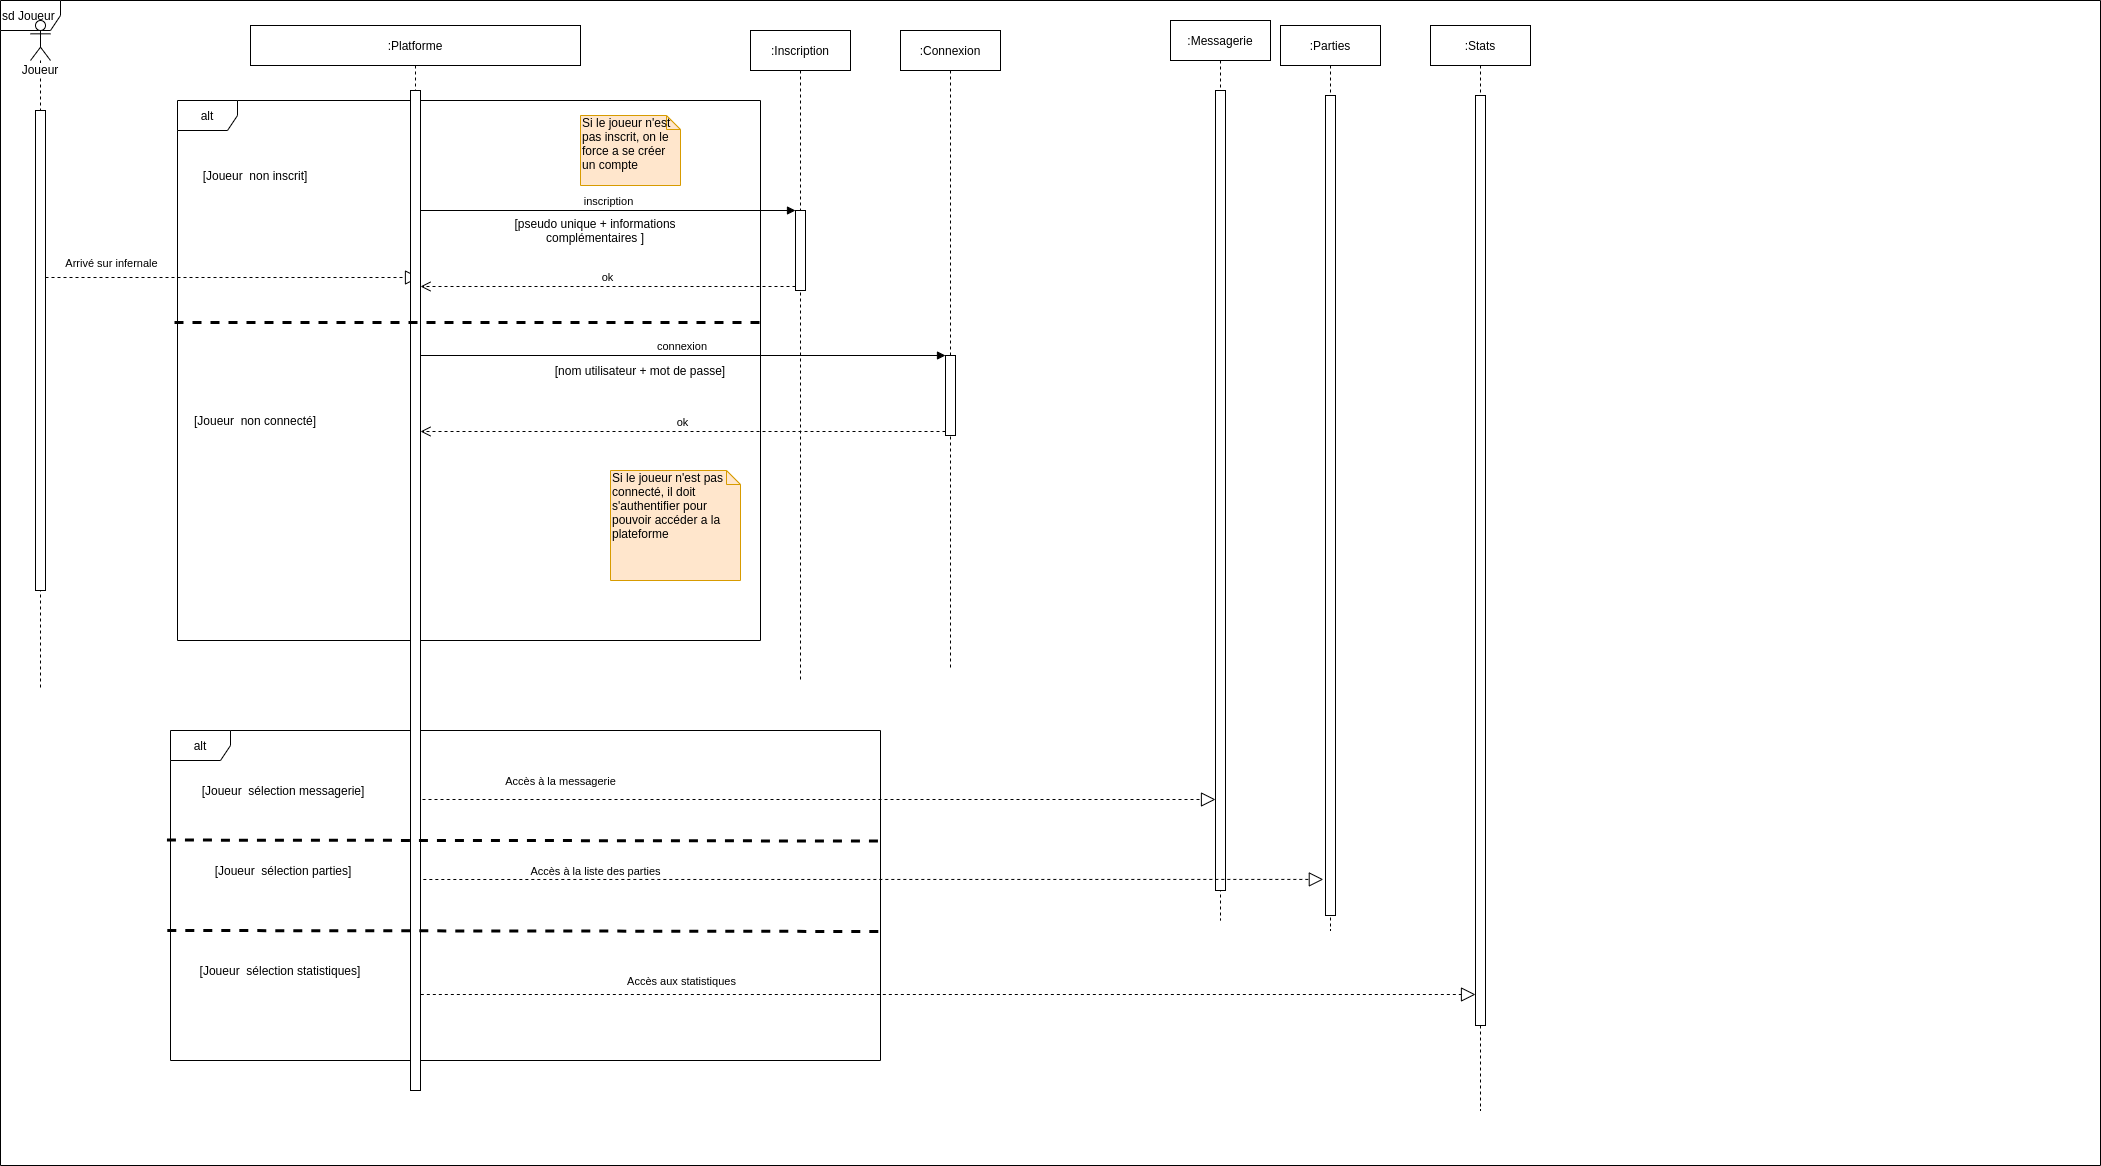 sd Joueur
Joueur
:Platforme
:Inscription
:Connexion
:Messagerie
:Parties
:Stats
alt
Si le joueur n'est
pas inscrit, on le
force a se créer
un compte
[Joueur  non inscrit]
inscription
[pseudo unique + informations
complémentaires ]
Arrivé sur infernale
ok
connexion
[nom utilisateur + mot de passe]
[Joueur  non connecté]
ok
Si le joueur n'est pas
connecté, il doit
s'authentifier pour
pouvoir accéder a la
plateforme
alt
[Joueur  sélection messagerie]
Accès à la messagerie
[Joueur  sélection parties]
Accès à la liste des parties
[Joueur  sélection statistiques]
Accès aux statistiques